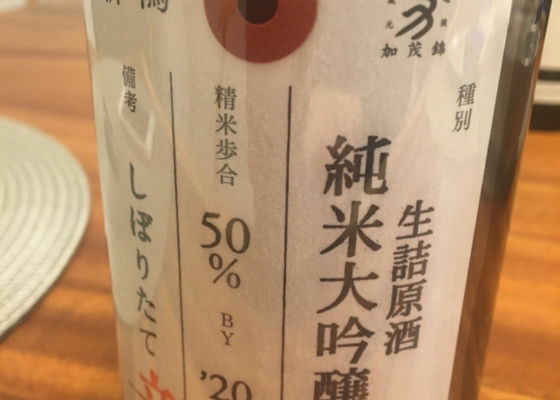 加茂錦
種別
生詰原酒
純米大吟醸
精米歩合
50%
BY
'20
備考
しぼりたて